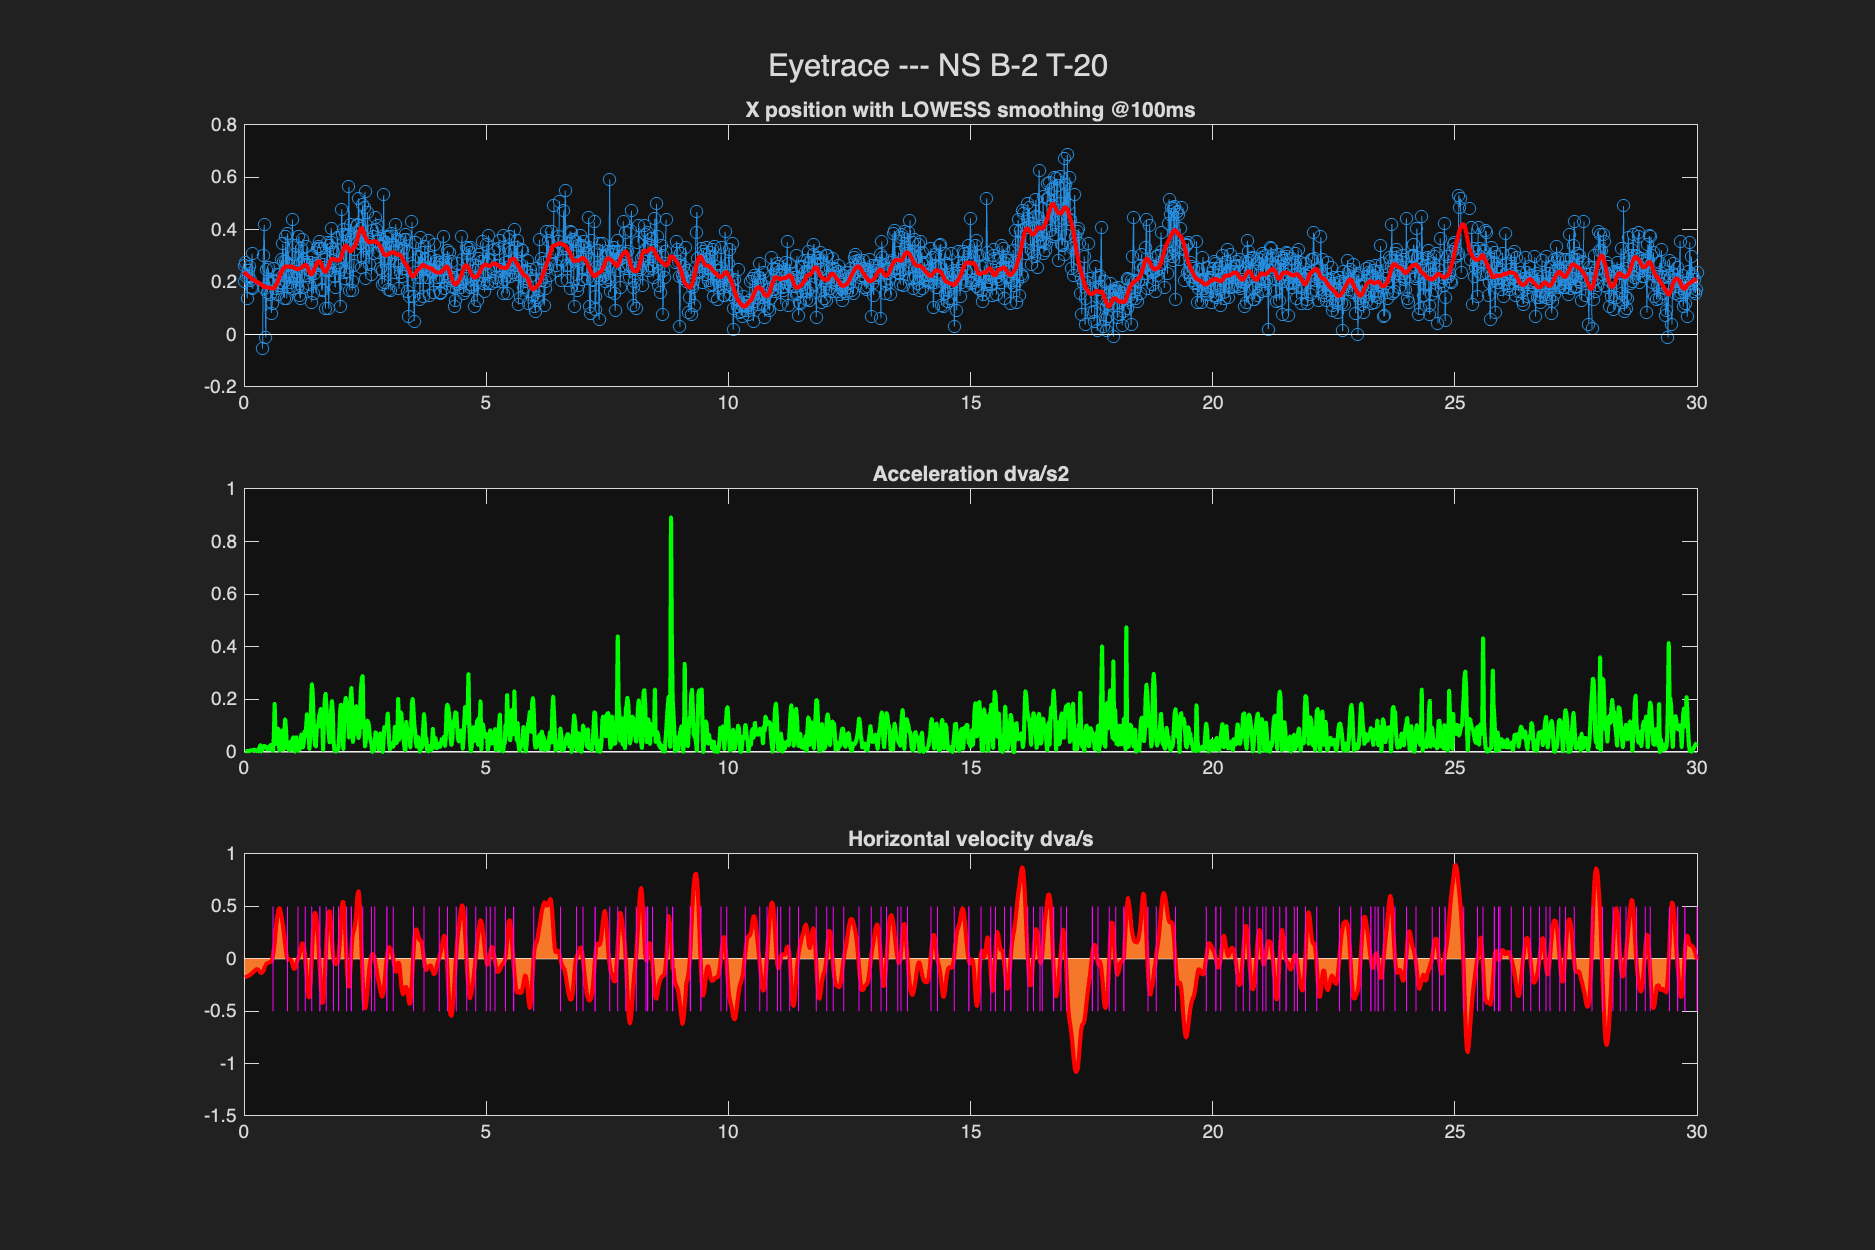 Eyetrace --- NS B-2 T-20
X position with LOWESS smoothing @100ms
0.8
0.6
0.4
0.2
0
-0.2
0 5 10 15 20 25 30
Acceleration dva/s2
1
0.8
0.6
0.4
0.2
0
0 5 10 15 20 25 30
Horizontal velocity dva/s
1
0.5
0
-0.5
-1
-1.5
0 5 10 15 20 25 30